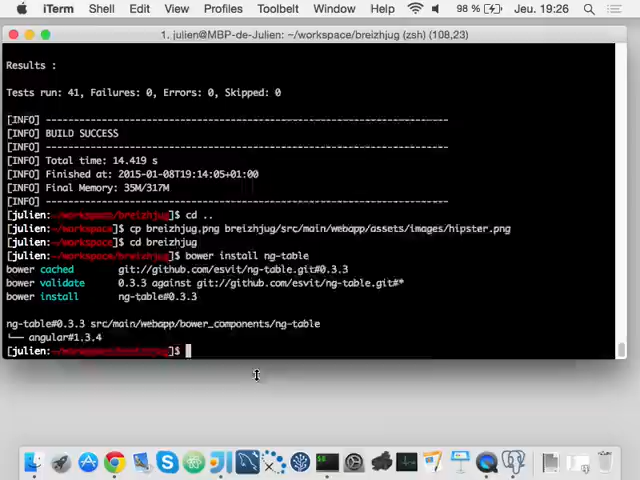 iTerm Shell Edit View Profiles Toolbelt Window Help 98 % Jeu. 19:26
1. julien@MBP-de-Julien: ~/workspace/breizhjug (zsh) (108,23)
Results :
Tests run: 41, Failures: 0, Errors: 0, Skipped: 0
[INFO] ------------------------------------------------------------------------
[INFO] BUILD SUCCESS
[INFO] ------------------------------------------------------------------------
[INFO] Total time: 14.419 s
[INFO] Finished at: 2015-01-08T19:14:05+01:00
[INFO] Final Memory: 35M/317M
[INFO] ------------------------------------------------------------------------
[julien:~/workspace/breizhjug]$ cd ..
[julien:~/workspace]$ cp breizhjug.png breizhjug/src/main/webapp/assets/images/hipster.png
[julien:~/workspace]$ cd breizhjug
[julien:~/workspace/breizhjug]$ bower install ng-table
bower cached git://github.com/esvit/ng-table.git#0.3.3
bower validate 0.3.3 against git://github.com/esvit/ng-table.git#*
bower install ng-table#0.3.3
ng-table#0.3.3 src/main/webapp/bower_components/ng-table
└── angular#1.3.4
[julien:~/workspace/breizhjug]$